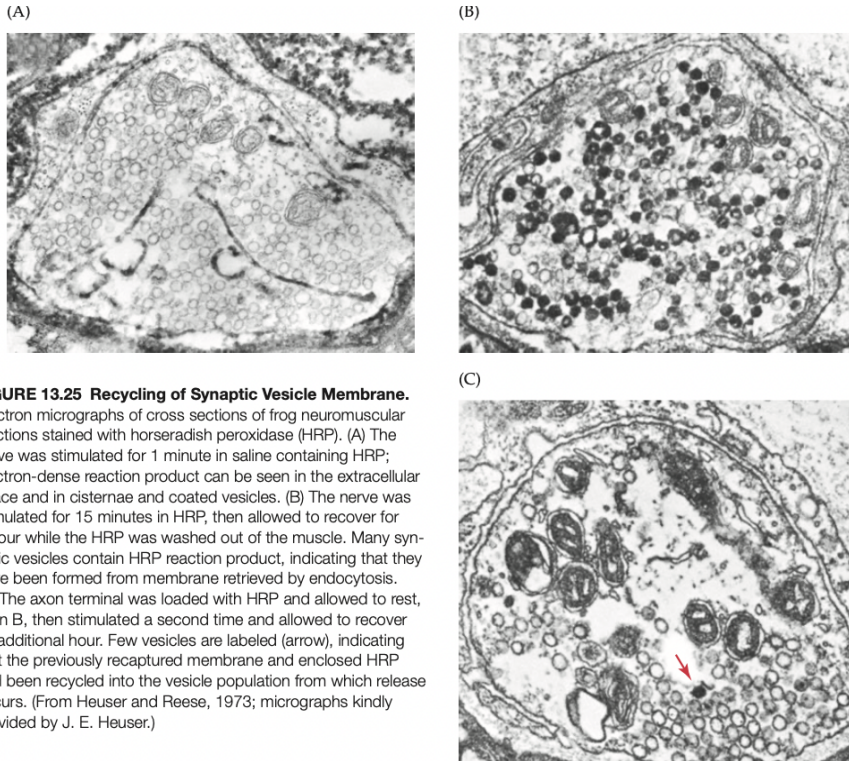 (A)
(B)
GURE 13.25 Recycling of Synaptic Vesicle Membrane.
ctron micrographs of cross sections of frog neuromuscular
ctions stained with horseradish peroxidase (HRP). (A) The
ve was stimulated for 1 minute in saline containing HRP;
ctron-dense reaction product can be seen in the extracellular
ace and in cisternae and coated vesicles. (B) The nerve was
mulated for 15 minutes in HRP, then allowed to recover for
our while the HRP was washed out of the muscle. Many syn-
ic vesicles contain HRP reaction product, indicating that they
e been formed from membrane retrieved by endocytosis.
The axon terminal was loaded with HRP and allowed to rest,
n B, then stimulated a second time and allowed to recover
additional hour. Few vesicles are labeled (arrow), indicating
t the previously recaptured membrane and enclosed HRP
d been recycled into the vesicle population from which release
curs. (From Heuser and Reese, 1973; micrographs kindly
vided by J. E. Heuser.)
(C)